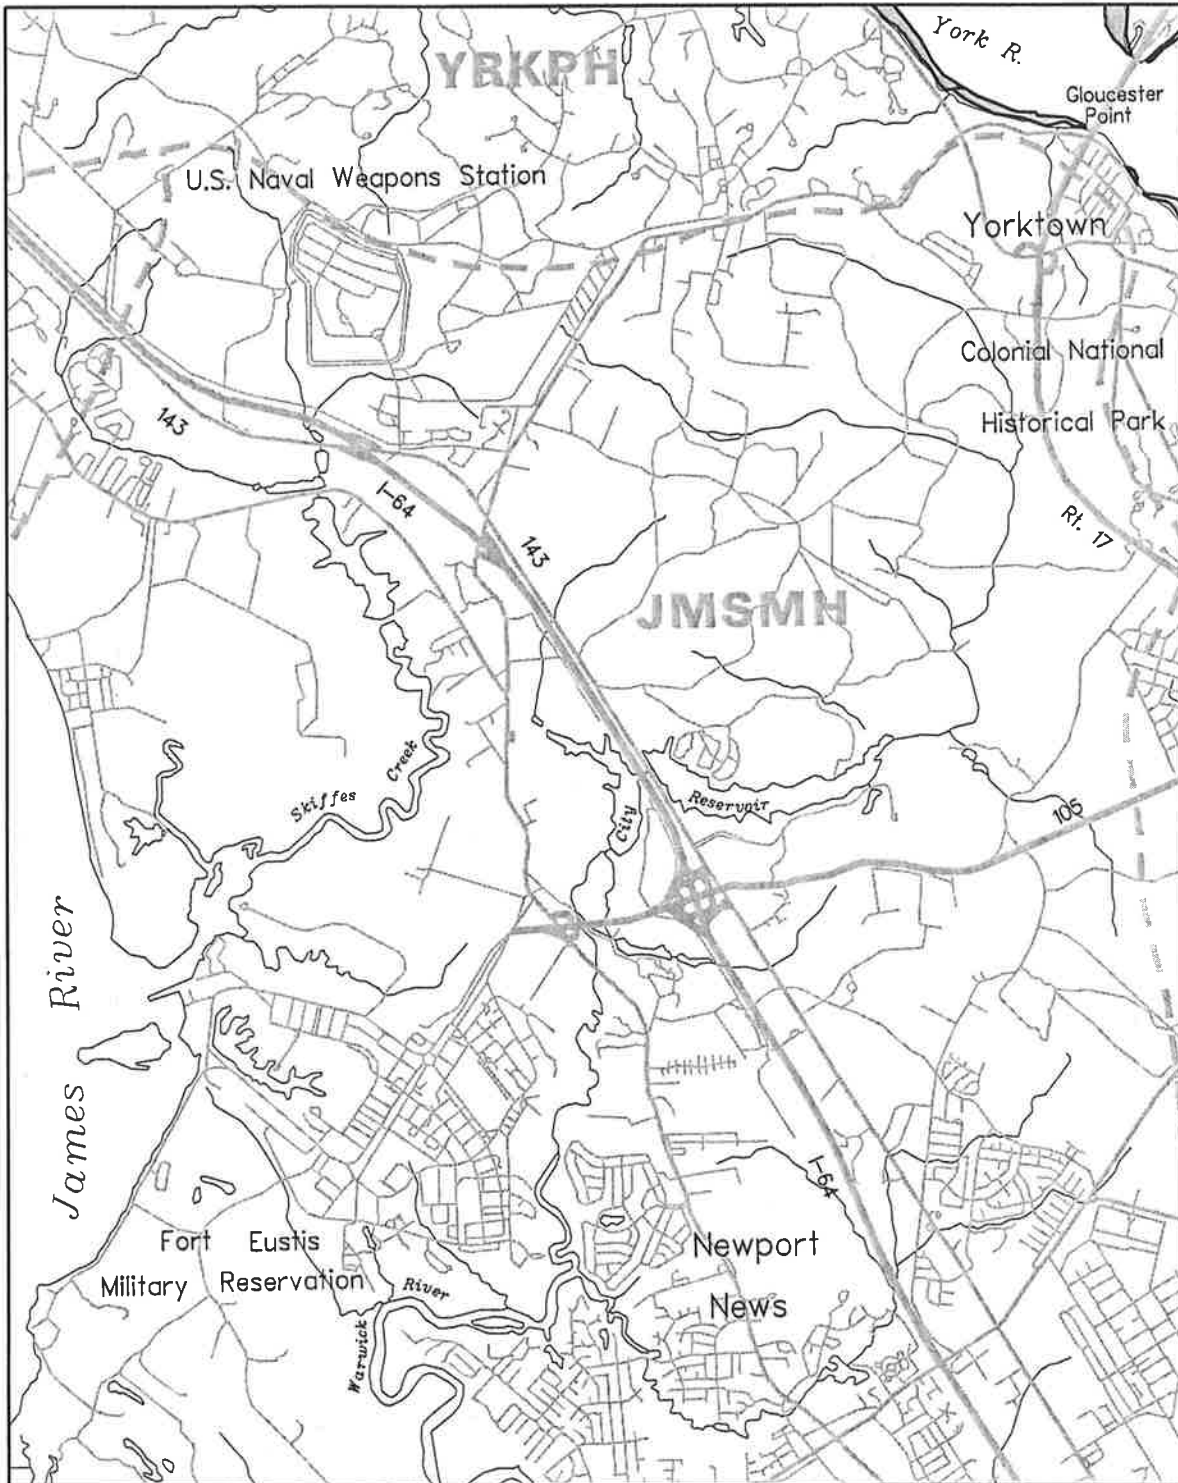 York R.
YRKPH
Gloucester
Point
U.S. Naval Weapons Station
Yorktown
Colonial National
143
Historical Park
I-64
Rt. 17
143
JMSMH
Skiffes Creek
City Reservoir
105
James River
I-64
Fort Eustis
Military Reservation
Newport
News
Warwick River